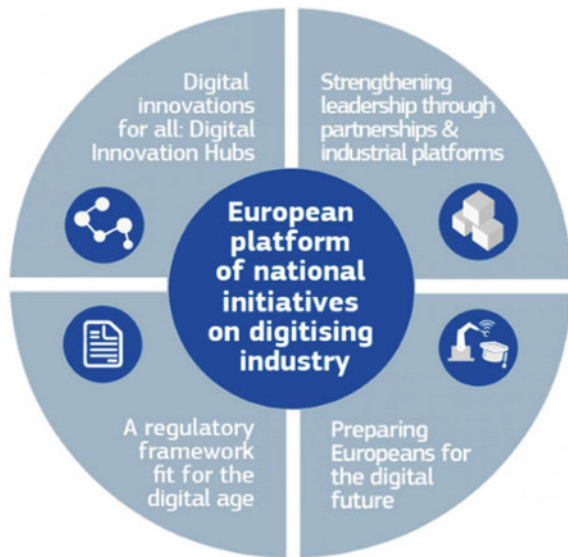 Digital
innovations
for all: Digital
Innovation Hubs
Strengthening
leadership through
partnerships &
industrial platforms
European
platform
of national
initiatives
on digitising
industry
A regulatory
framework
fit for the
digital age
Preparing
Europeans for
the digital
future